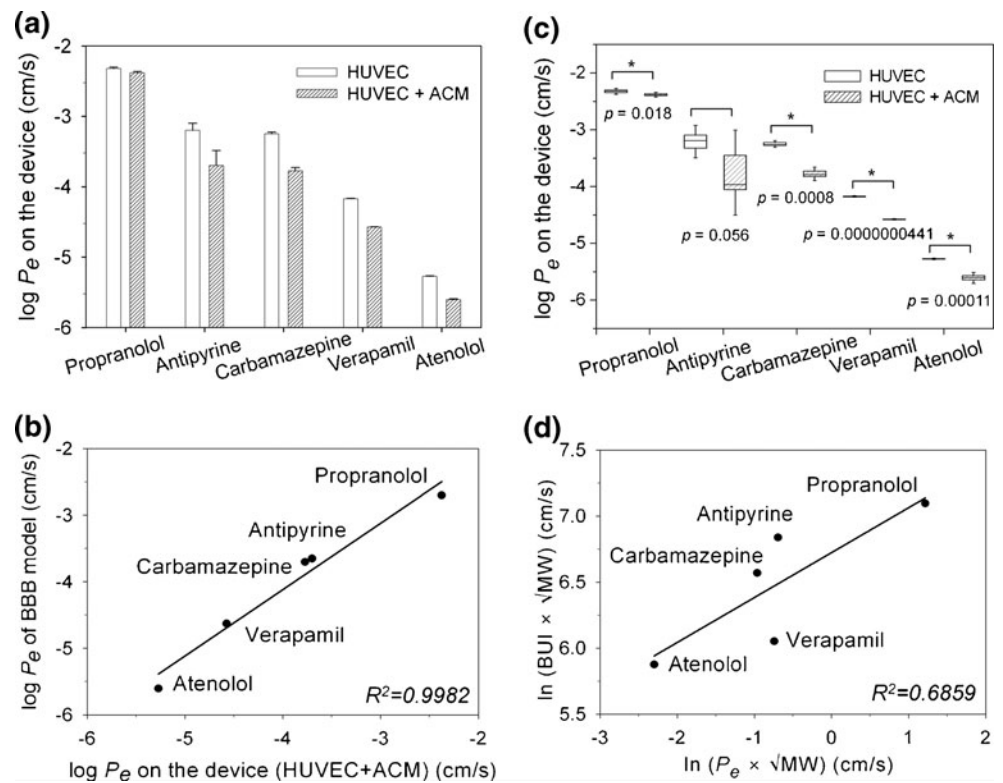 (a)
log Pe on the device (cm/s)
-2
-3
-4
-5
-6
HUVEC
HUVEC + ACM
Propranolol
Antipyrine
Carbamazepine
Verapamil
Atenolol
(c)
log Pe on the device (cm/s)
-2
-3
-4
-5
-6
HUVEC
HUVEC + ACM
*
p = 0.018
p = 0.056
*
p = 0.0008
*
p = 0.0000000441
*
p = 0.00011
Propranolol
Antipyrine
Carbamazepine
Verapamil
Atenolol
(b)
log Pe of BBB model (cm/s)
-2
-3
-4
-5
-6
Propranolol
Antipyrine
Carbamazepine
Verapamil
Atenolol
R²=0.9982
-6 -5 -4 -3 -2 -1
log Pe on the device (HUVEC+ACM) (cm/s)
(d)
ln (BUI × √MW) (cm/s)
7.5
7.0
6.5
6.0
5.5
Propranolol
Antipyrine
Carbamazepine
Verapamil
Atenolol
R²=0.6859
-3 -2 -1 0 1 2
ln (Pe × √MW) (cm/s)